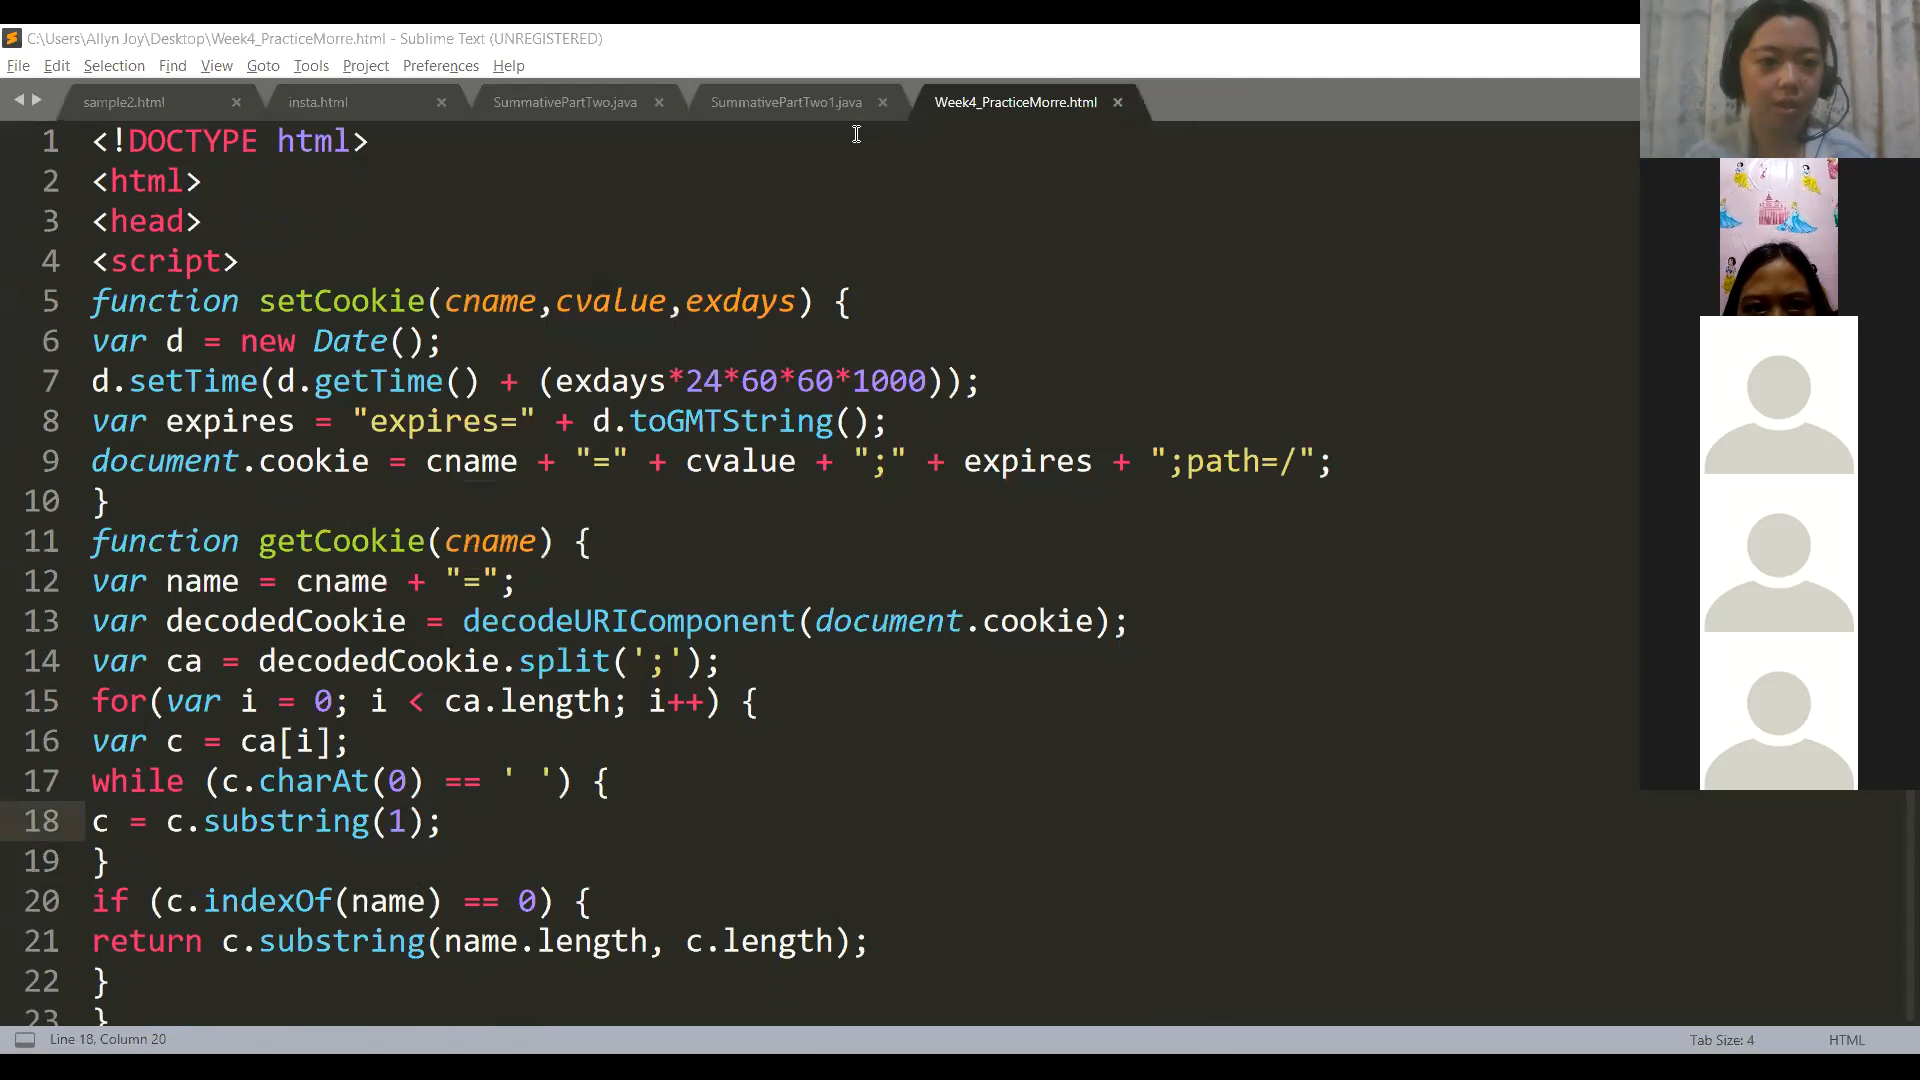 C:\Users\Allyn Joy\Desktop\Week4_PracticeMorre.html - Sublime Text (UNREGISTERED)
File Edit Selection Find View Goto Tools Project Preferences Help
sample2.html insta.html SummativePartTwo.java SummativePartTwo1.java Week4_PracticeMorre.html
1 <!DOCTYPE html>
2 <html>
3 <head>
4 <script>
5 function setCookie(cname,cvalue,exdays) {
6 var d = new Date();
7 d.setTime(d.getTime() + (exdays*24*60*60*1000));
8 var expires = "expires=" + d.toGMTString();
9 document.cookie = cname + "=" + cvalue + ";" + expires + ";path=/";
10 }
11 function getCookie(cname) {
12 var name = cname + "=";
13 var decodedCookie = decodeURIComponent(document.cookie);
14 var ca = decodedCookie.split(';');
15 for(var i = 0; i < ca.length; i++) {
16 var c = ca[i];
17 while (c.charAt(0) == ' ') {
18 c = c.substring(1);
19 }
20 if (c.indexOf(name) == 0) {
21 return c.substring(name.length, c.length);
22 }
23 }
Line 18, Column 20 Tab Size: 4 HTML